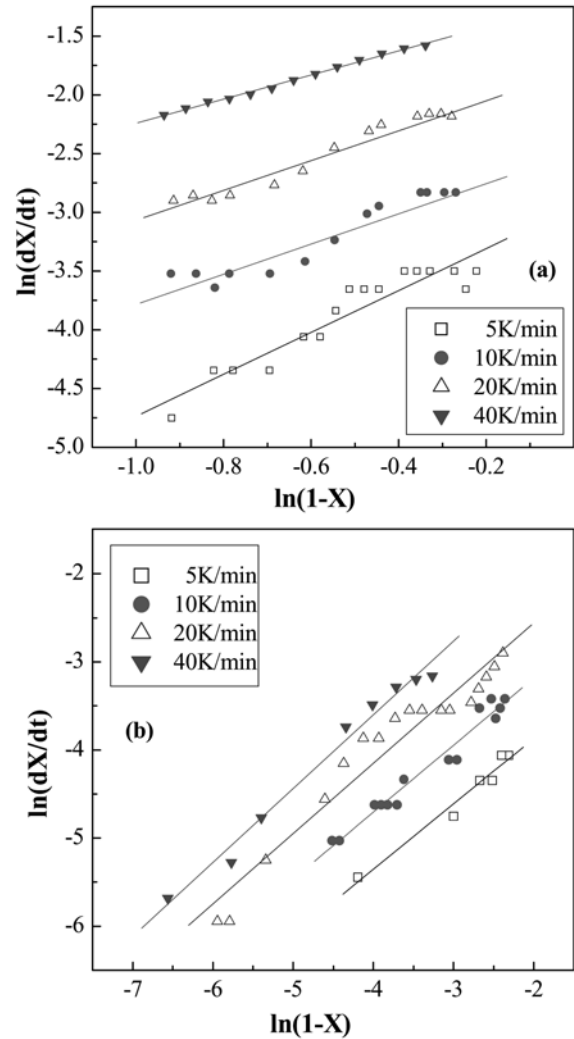 -1.5
-2.0
-2.5
-3.0
-3.5
-4.0
-4.5
-5.0
ln(dX/dt)
(a)
5K/min
10K/min
20K/min
40K/min
-1.0 -0.8 -0.6 -0.4 -0.2
ln(1-X)
5K/min
10K/min
20K/min
40K/min
(b)
-2
-3
-4
-5
-6
ln(dX/dt)
-7 -6 -5 -4 -3 -2
ln(1-X)